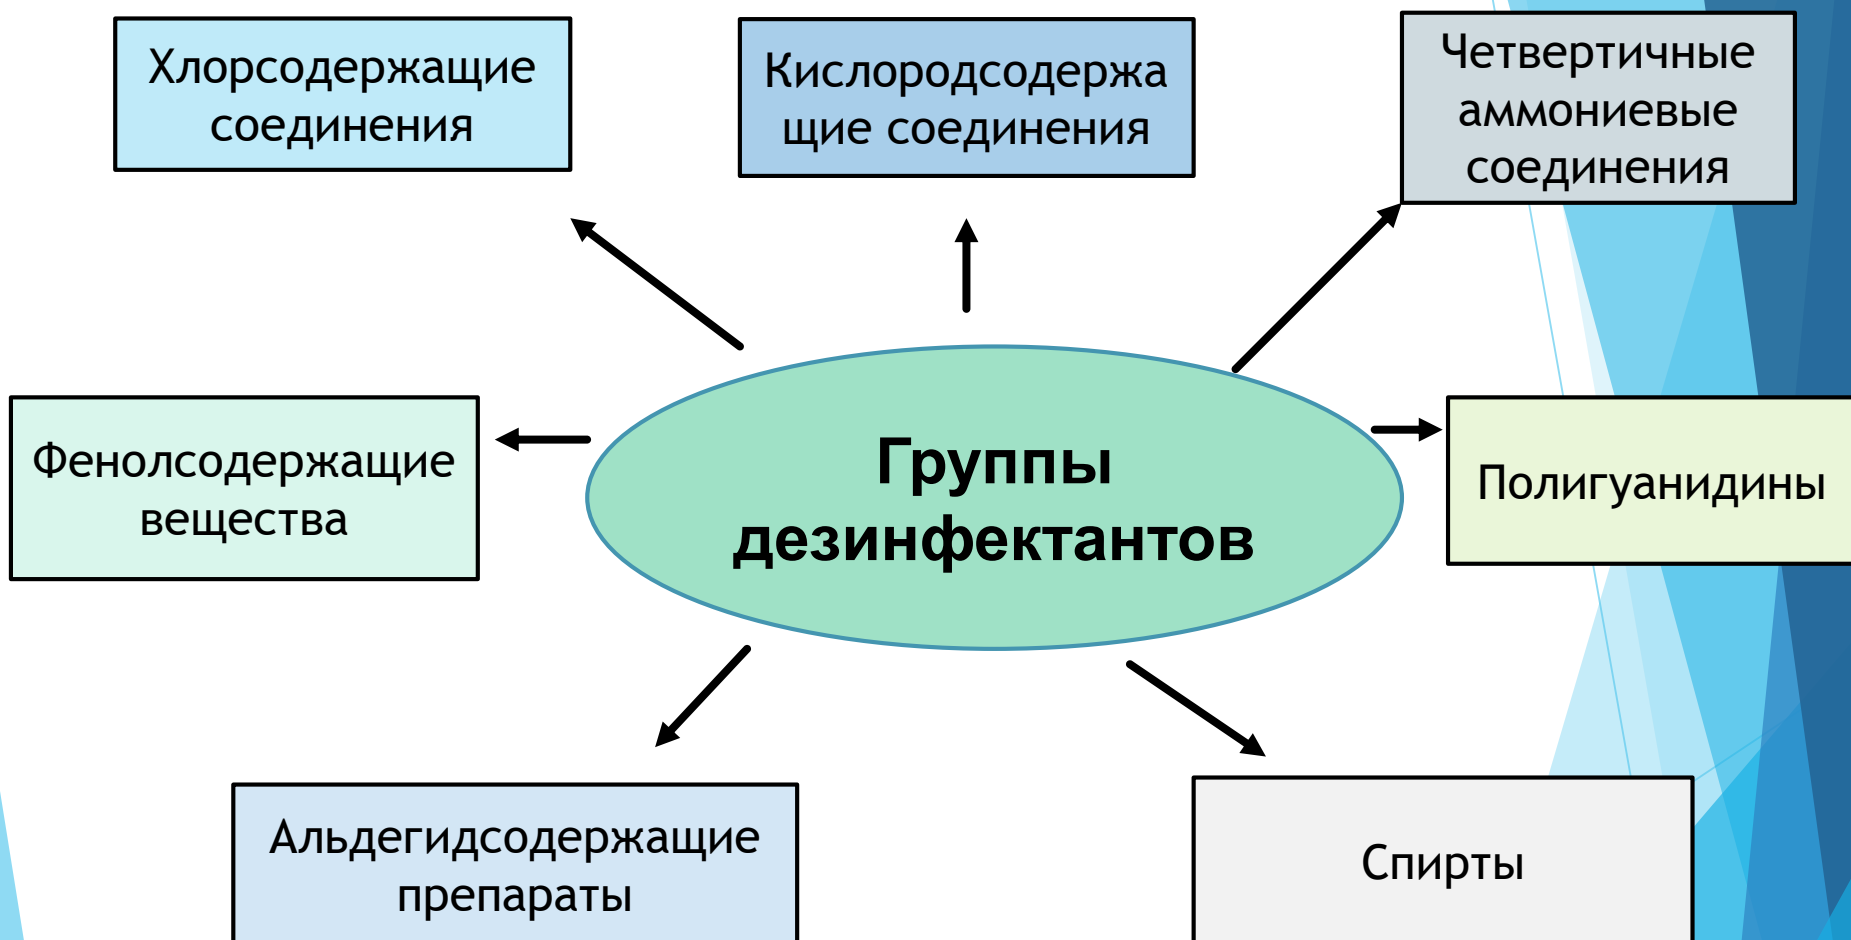 Хлорсодержащие
соединения
Кислородсодержа
щие соединения
Четвертичные
аммониевые
соединения
Фенолсодержащие
вещества
Группы
дезинфектантов
Полигуанидины
Альдегидсодержащие
препараты
Спирты